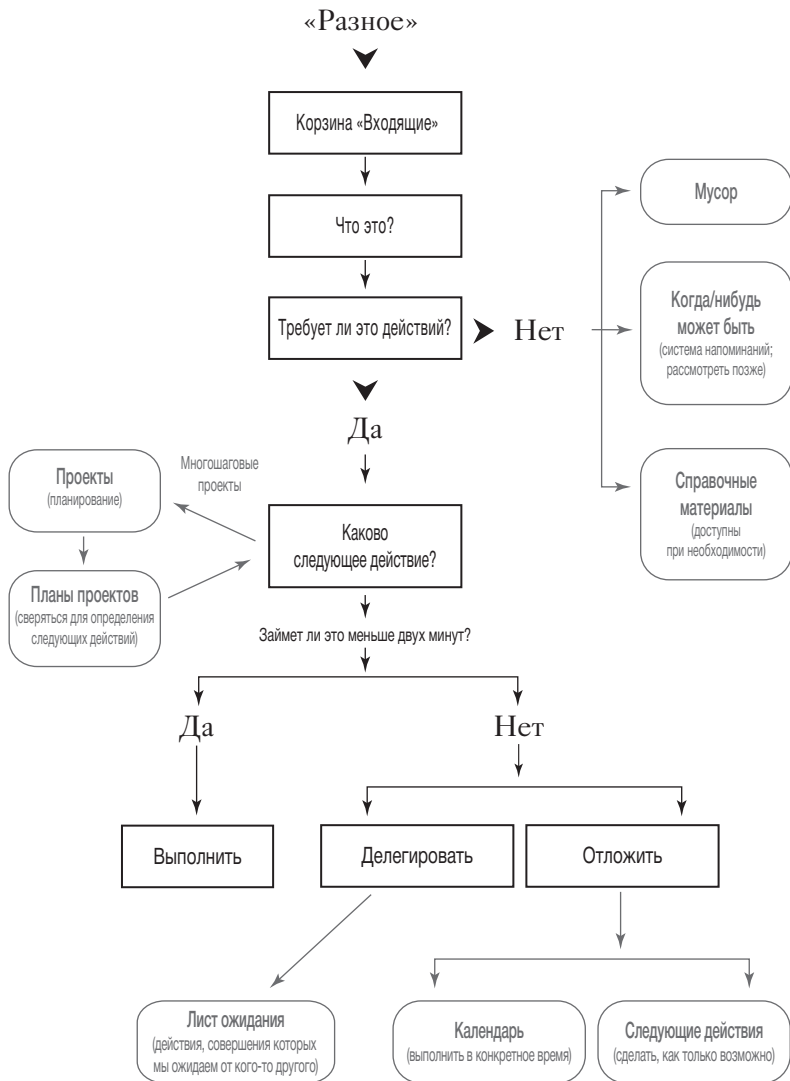 «Разное»
Корзина «Входящие»
Что это?
Требует ли это действий?
Нет
Мусор
Когда/нибудь
может быть
(система напоминаний;
рассмотреть позже)
Справочные
материалы
(доступны
при необходимости)
Да
Многошаговые
проекты
Проекты
(планирование)
Планы проектов
(сверяться для определения
следующих действий)
Каково
следующее действие?
Займет ли это меньше двух минут?
Да
Нет
Выполнить
Делегировать
Отложить
Лист ожидания
(действия, совершения которых
мы ожидаем от кого-то другого)
Календарь
(выполнить в конкретное время)
Следующие действия
(сделать, как только возможно)